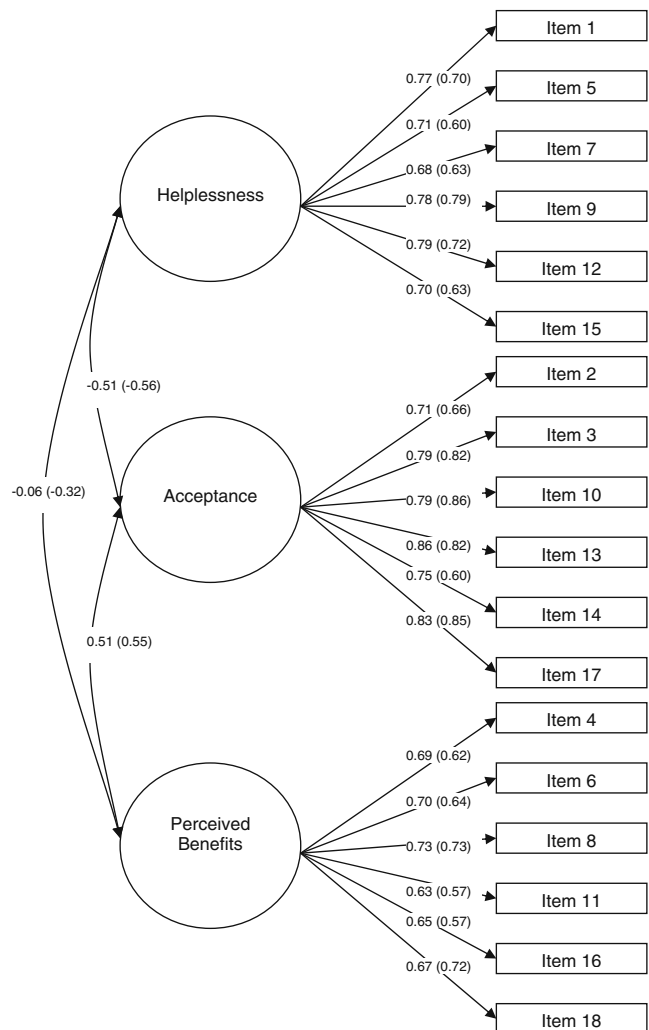 Item 1
0.77 (0.70)
Item 5
0.71 (0.60)
Item 7
0.68 (0.63)
Helplessness
0.78 (0.79)
Item 9
0.79 (0.72)
Item 12
0.70 (0.63)
Item 15
-0.51 (-0.56)
Item 2
0.71 (0.66)
Item 3
0.79 (0.82)
-0.06 (-0.32)
Acceptance
0.79 (0.86)
Item 10
0.86 (0.82)
Item 13
0.75 (0.60)
Item 14
0.83 (0.85)
0.51 (0.55)
Item 17
Item 4
0.69 (0.62)
Item 6
0.70 (0.64)
Perceived
Benefits
0.73 (0.73)
Item 8
0.63 (0.57)
Item 11
0.65 (0.57)
Item 16
0.67 (0.72)
Item 18